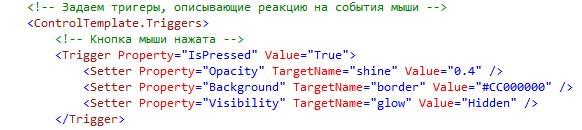 <!-- Задаем тригеры, описывающие реакцию на события мыши -->
<ControlTemplate.Triggers>
<!-- Кнопка мыши нажата -->
<Trigger Property="IsPressed" Value="True">
<Setter Property="Opacity" TargetName="shine" Value="0.4" />
<Setter Property="Background" TargetName="border" Value="#CC000000" />
<Setter Property="Visibility" TargetName="glow" Value="Hidden" />
</Trigger>